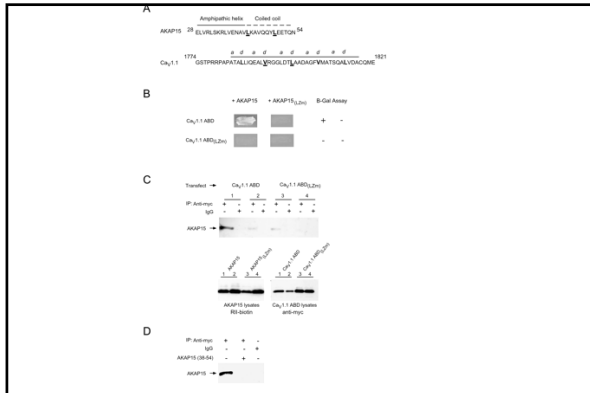 A
Amphipathic helix Coiled coil
AKAP15 28 ELVRLSKRLVENAVLKAVQQYLEETQN 54
1774 a d a d a d a d a d 1821
Cav1.1 GSTPRRPAPATALLIQEALVRGGLDTLAADAGFVMATSQALVDACQME
B
+ AKAP15 + AKAP15(LZm) B-Gal Assay
Cav1.1 ABD + -
Cav1.1 ABD(LZm) - -
C
Transfect Cav1.1 ABD Cav1.1 ABD(LZm)
1 2 3 4
IP: Anti-myc + - + - + - + -
IgG - + - + - + - +
AKAP15
AKAP15 AKAP15(LZm) Cav1.1 ABD Cav1.1 ABD(LZm)
1 2 3 4 1 2 3 4
AKAP15 lysates Cav1.1 ABD lysates
RII-biotin anti-myc
D
IP: Anti-myc + + -
IgG - - +
AKAP15 (38-54) - + -
AKAP15